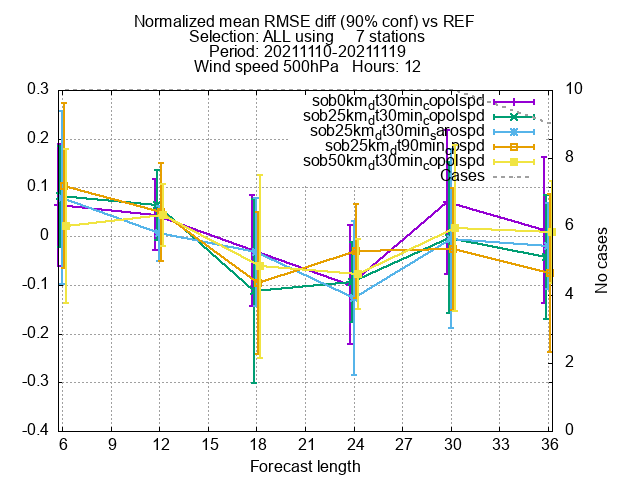 Normalized mean RMSE diff (90% conf) vs REF
Selection: ALL using 7 stations
Period: 20211110-20211119
Wind speed 500hPa Hours: 12
0.3
0.2
0.1
0
-0.1
-0.2
-0.3
-0.4
10
8
6
4
2
0
No cases
sob0km_dt30min_copolspd
sob25km_dt30min_copolspd
sob25km_dt30min_sarospd
sob25km_dt90min_
sob50km_dt30min_copolspd
Cases
6 9 12 15 18 21 24 27 30 33 36
Forecast length